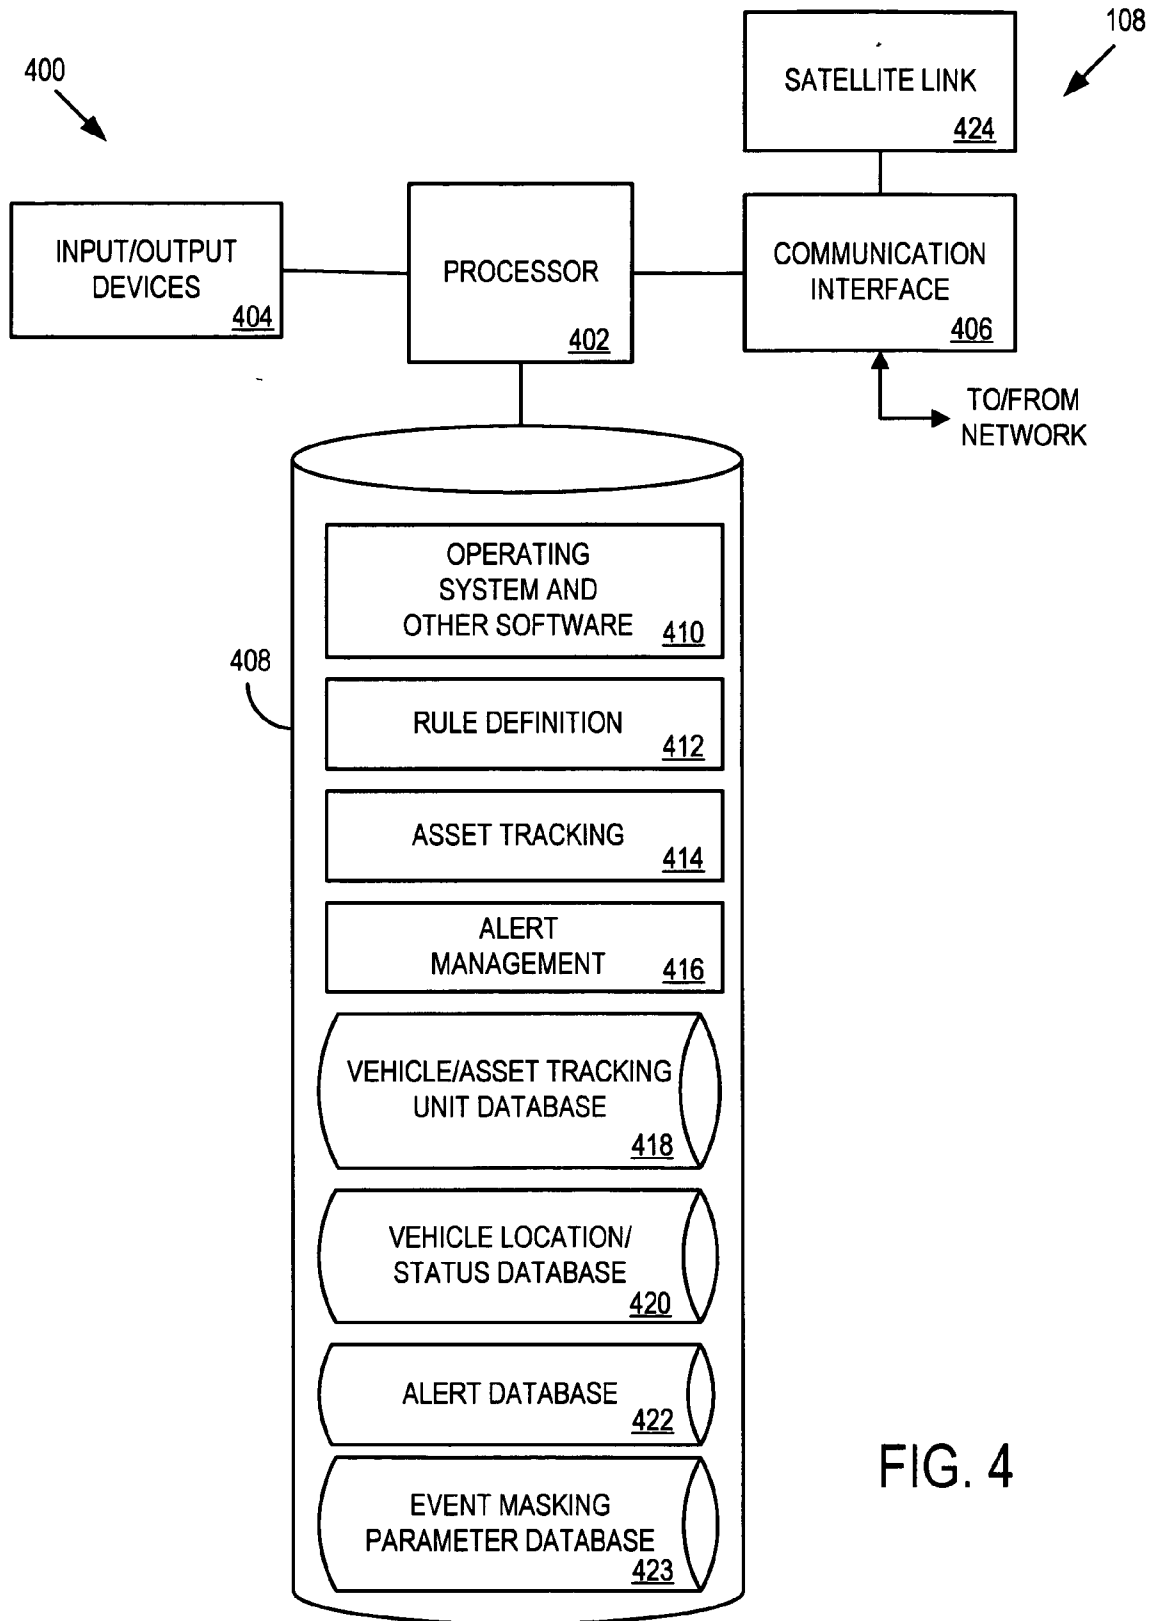 108
400
SATELLITE LINK
424
INPUT/OUTPUT
DEVICES
404
PROCESSOR
402
COMMUNICATION
INTERFACE
406
TO/FROM
NETWORK
OPERATING
SYSTEM AND
OTHER SOFTWARE
410
408
RULE DEFINITION
412
ASSET TRACKING
414
ALERT
MANAGEMENT
416
VEHICLE/ASSET TRACKING
UNIT DATABASE
418
VEHICLE LOCATION/
STATUS DATABASE
420
ALERT DATABASE
422
EVENT MASKING
PARAMETER DATABASE
423
FIG. 4